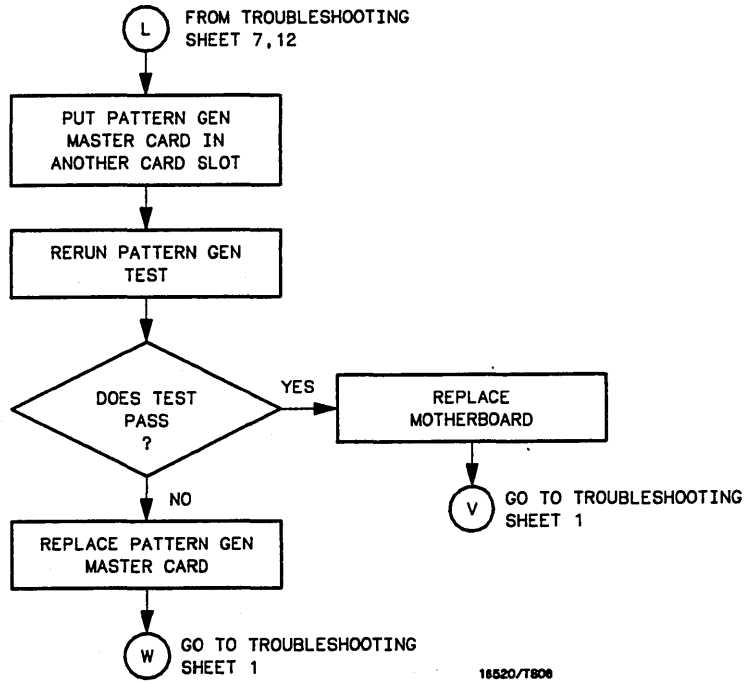 L
FROM TROUBLESHOOTING
SHEET 7,12
PUT PATTERN GEN
MASTER CARD IN
ANOTHER CARD SLOT
RERUN PATTERN GEN
TEST
DOES TEST
PASS
?
YES
REPLACE
MOTHERBOARD
V
GO TO TROUBLESHOOTING
SHEET 1
NO
REPLACE PATTERN GEN
MASTER CARD
W
GO TO TROUBLESHOOTING
SHEET 1
16520/TS08